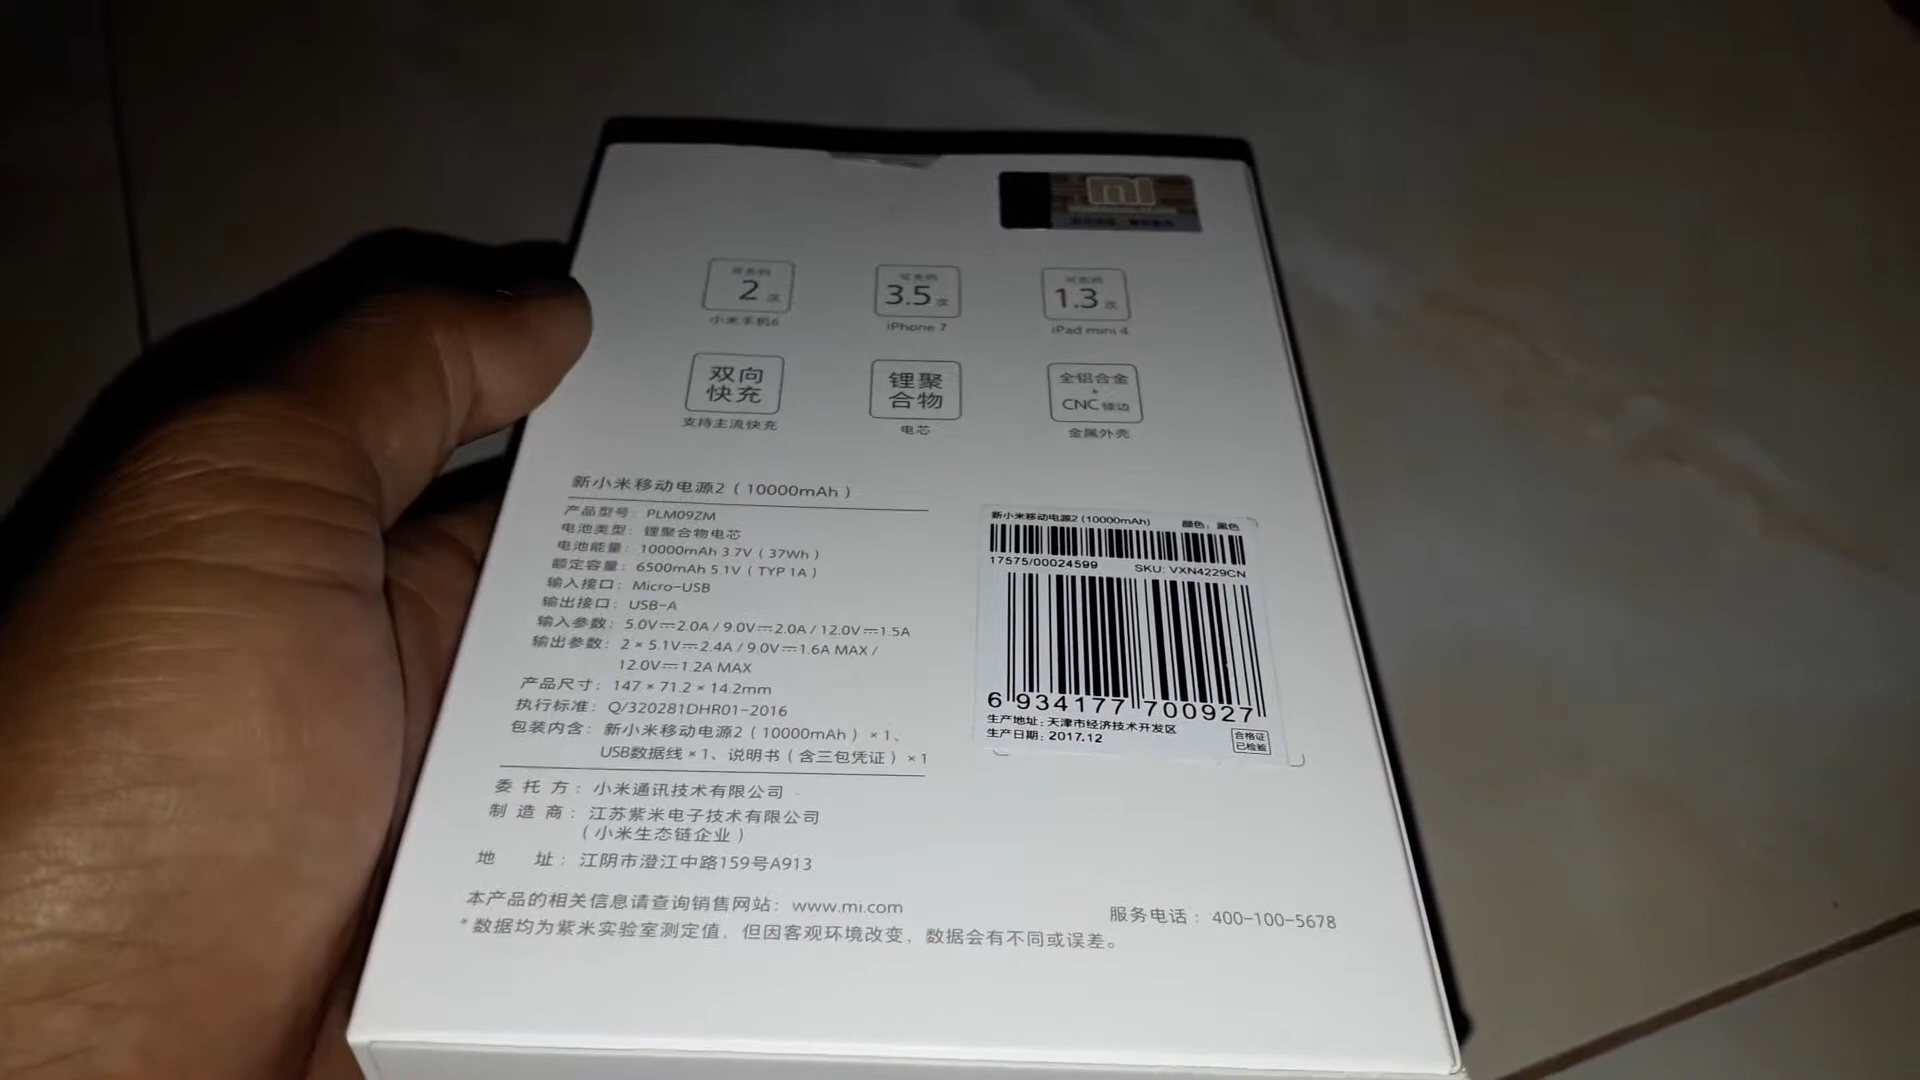 mi
可充约
2 次
小米手机6
可充约
3.5 次
iPhone 7
可充约
1.3 次
iPad mini 4
双向
快充
支持主流快充
锂聚
合物
电芯
全铝合金
+
CNC 镂边
金属外壳
新小米移动电源2（10000mAh）
产品型号：PLM09ZM
电池类型：锂聚合物电芯
电池能量：10000mAh 3.7V（37Wh）
额定容量：6500mAh 5.1V（TYP 1A）
输入接口：Micro-USB
输出接口：USB-A
输入参数：5.0V⎓2.0A / 9.0V⎓2.0A / 12.0V⎓1.5A
输出参数：2 × 5.1V⎓2.4A / 9.0V⎓1.6A MAX /
12.0V⎓1.2A MAX
产品尺寸：147 × 71.2 × 14.2mm
执行标准：Q/320281DHR01-2016
包装内含：新小米移动电源2（10000mAh）× 1、
USB数据线 × 1、说明书（含三包凭证）× 1
委 托 方：小米通讯技术有限公司
制 造 商：江苏紫米电子技术有限公司
（小米生态链企业）
地 址：江阴市澄江中路159号A913
本产品的相关信息请查询销售网站：www.mi.com
服务电话：400-100-5678
*数据均为紫米实验室测定值，但因客观环境改变，数据会有不同或误差。
新小米移动电源2 (10000mAh) 颜色：黑色
17575/00024599 SKU: VXN4229CN
6 934177 700927
生产地址：天津市经济技术开发区
生产日期：2017.12
合格证
已检验